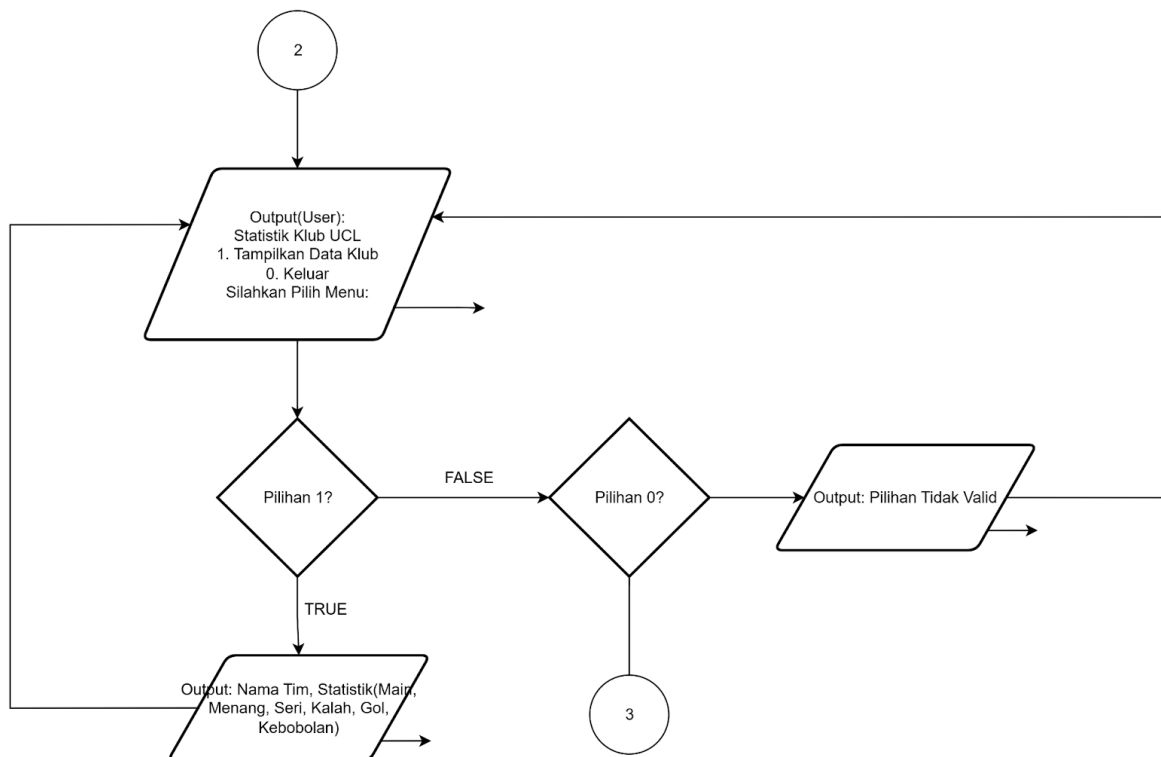 2
Output(User):
Statistik Klub UCL
1. Tampilkan Data Klub
0. Keluar
Silahkan Pilih Menu:
Pilihan 1?
FALSE
Pilihan 0?
Output: Pilihan Tidak Valid
TRUE
Output: Nama Tim, Statistik(Main,
Menang, Seri, Kalah, Gol,
Kebobolan)
3